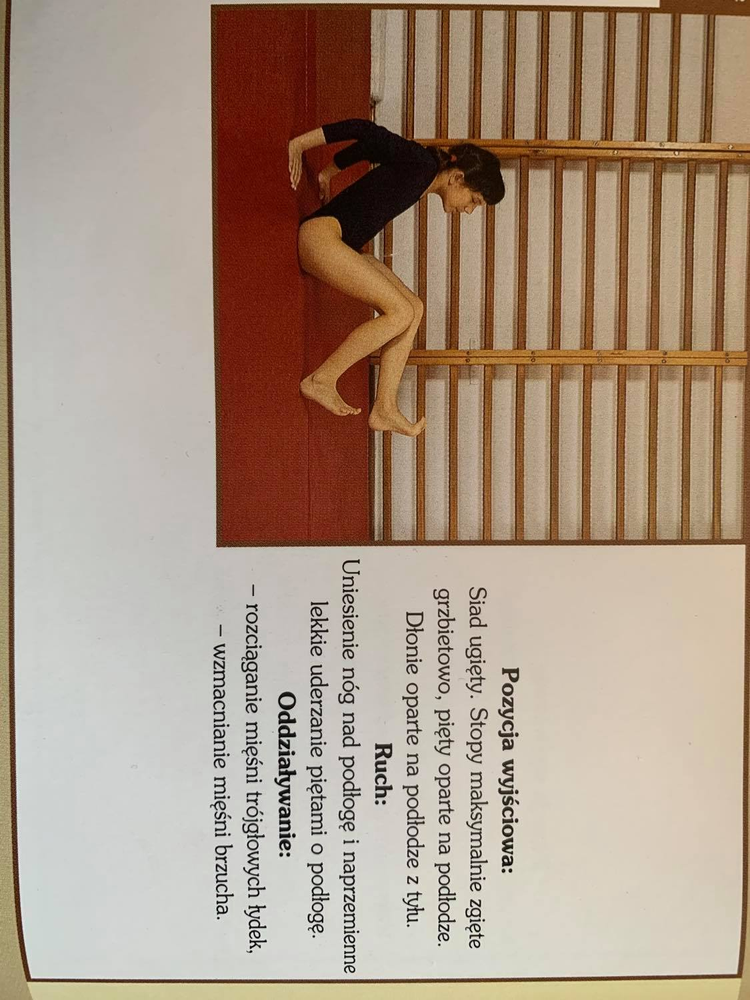 Pozycja wyjściowa:
Siad ugięty. Stopy maksymalnie zgięte
grzbietowo, pięty oparte na podłodze.
Dłonie oparte na podłodze z tyłu.
Ruch:
Uniesienie nóg nad podłogę i naprzemienne
lekkie uderzanie piętami o podłogę.
Oddziaływanie:
– rozciąganie mięśni trójgłowych łydek,
– wzmacnianie mięśni brzucha.